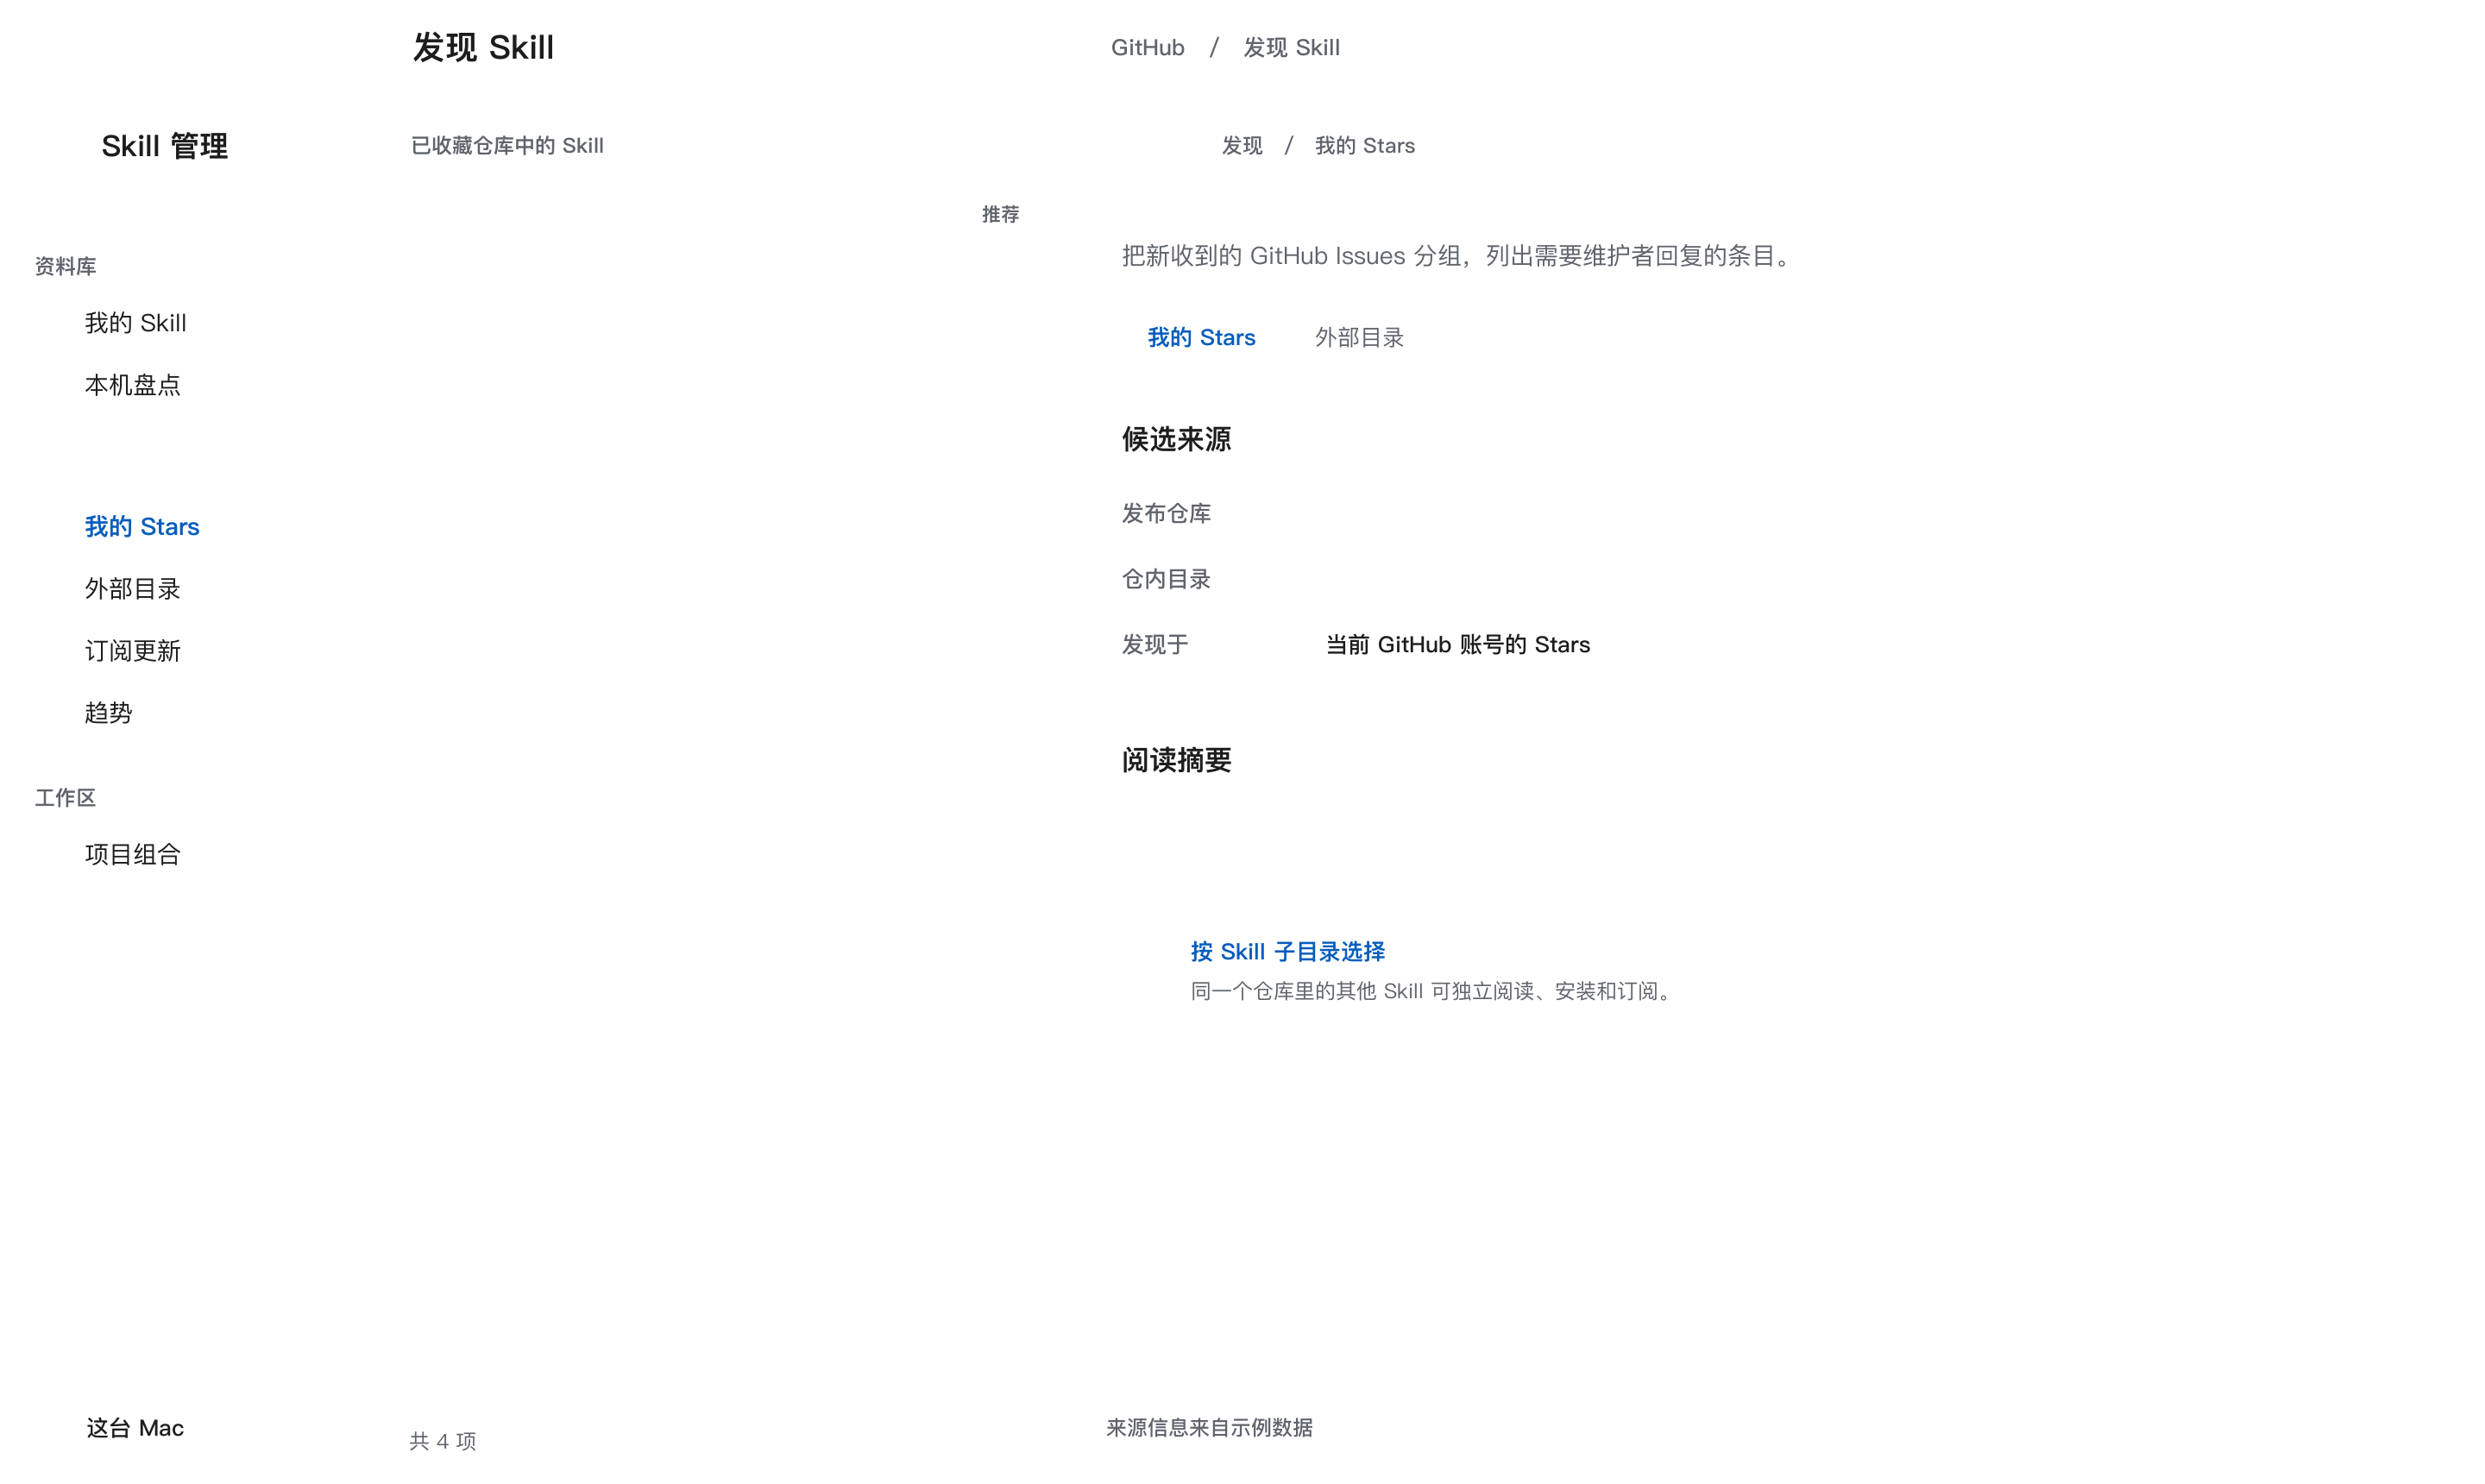 发现 Skill
GitHub / 发现 Skill
Skill 管理
资料库
我的 Skill
本机盘点
我的 Stars
外部目录
订阅更新
趋势
工作区
项目组合
这台 Mac
已收藏仓库中的 Skill
推荐
共 4 项
发现 / 我的 Stars
把新收到的 GitHub Issues 分组，列出需要维护者回复的条目。
我的 Stars 外部目录
候选来源
发布仓库
仓内目录
发现于 当前 GitHub 账号的 Stars
阅读摘要
按 Skill 子目录选择
同一个仓库里的其他 Skill 可独立阅读、安装和订阅。
来源信息来自示例数据